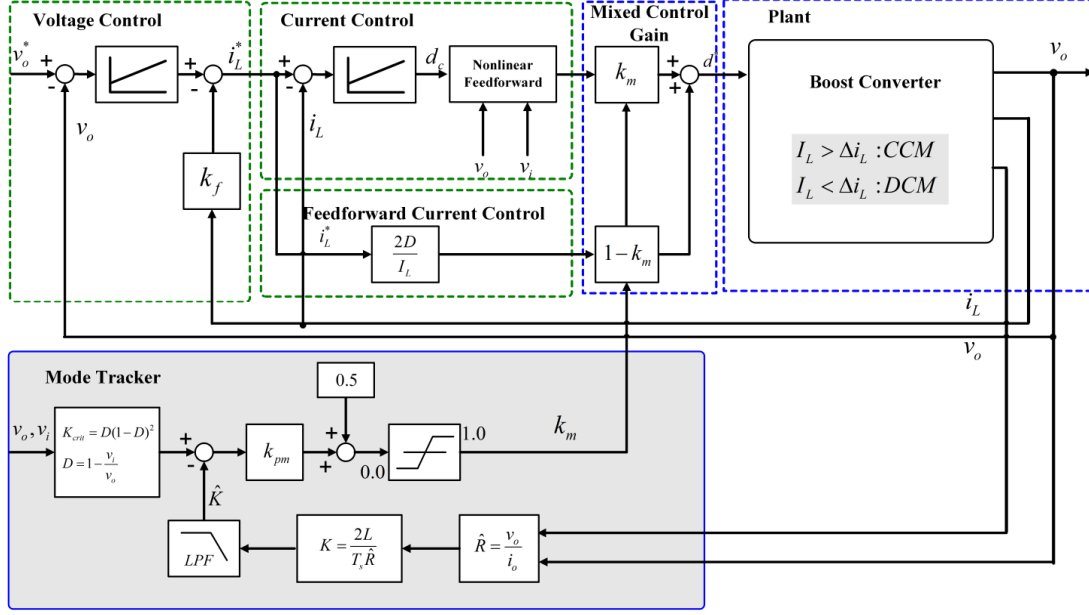 Voltage Control
Current Control
Mixed Control
Gain
Plant
v_o^*
+
-
+
-
i_L^*
+
-
d_c
Nonlinear
Feedforward
k_m
+
+
d
Boost Converter
v_o
v_o
i_L
v_o
v_i
k_f
I_L > Δi_L : CCM
I_L < Δi_L : DCM
Feedforward Current Control
i_L^*
2D
I_L
1 − k_m
i_L
v_o
Mode Tracker
0.5
v_o, v_i
K_crit = D(1−D)^2
D = 1 − v_i/v_o
+
-
k_pm
+
+
0.0
1.0
k_m
K̂
LPF
K = 2L/(T_s R̂)
R̂ = v_o/i_o